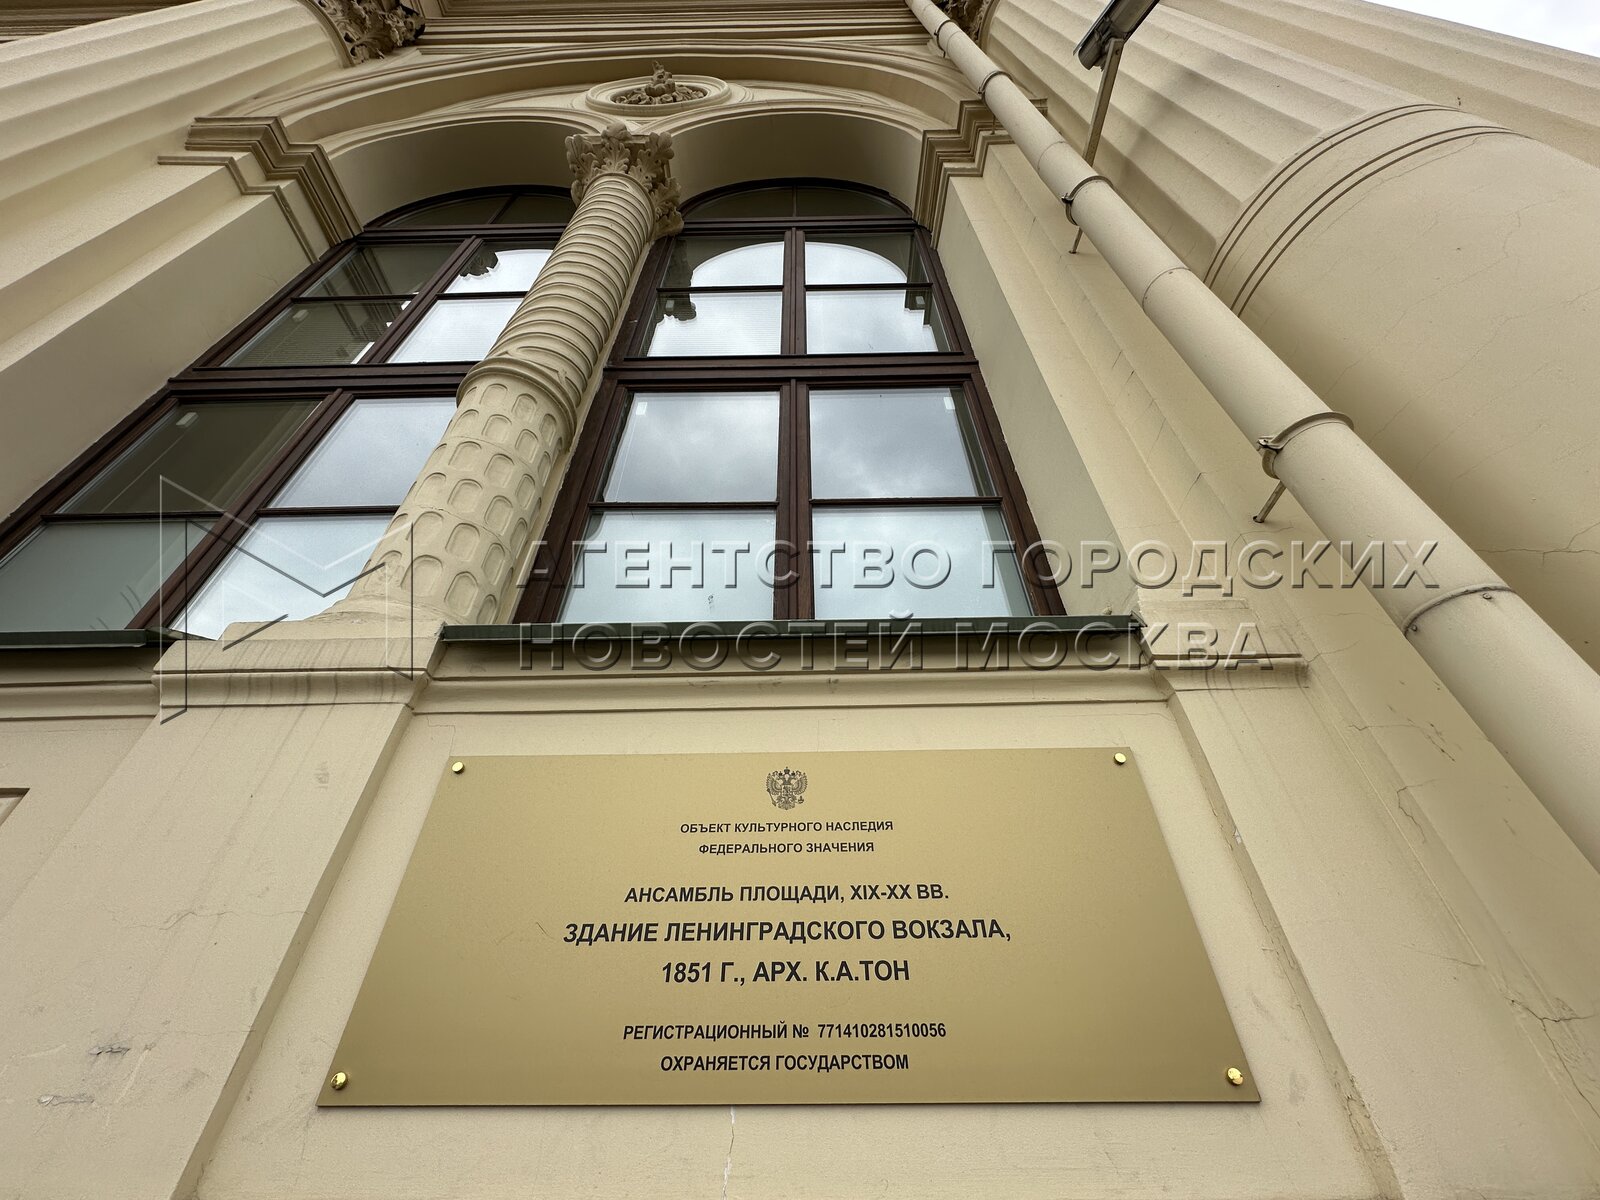 АГЕНТСТВО ГОРОДСКИХ
НОВОСТЕЙ МОСКВА
ОБЪЕКТ КУЛЬТУРНОГО НАСЛЕДИЯ
ФЕДЕРАЛЬНОГО ЗНАЧЕНИЯ
АНСАМБЛЬ ПЛОЩАДИ, XIX-XX ВВ.
ЗДАНИЕ ЛЕНИНГРАДСКОГО ВОКЗАЛА,
1851 Г., АРХ. К.А.ТОН
РЕГИСТРАЦИОННЫЙ № 771410281510056
ОХРАНЯЕТСЯ ГОСУДАРСТВОМ